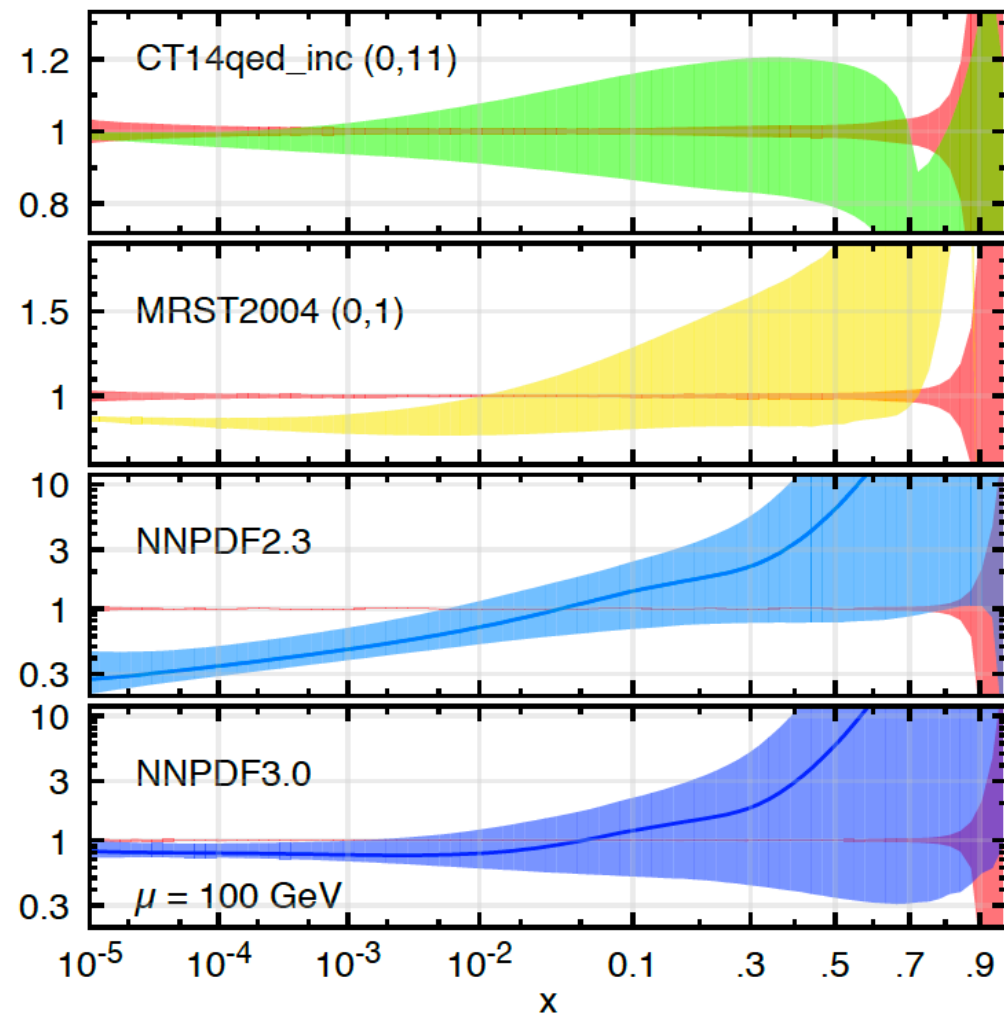 1.2
CT14qed_inc (0,11)
1
0.8
1.5
MRST2004 (0,1)
1
10
NNPDF2.3
3
1
0.3
10
NNPDF3.0
3
1
0.3
μ = 100 GeV
10-5 10-4 10-3 10-2 0.1 .3 .5 .7 .9
x